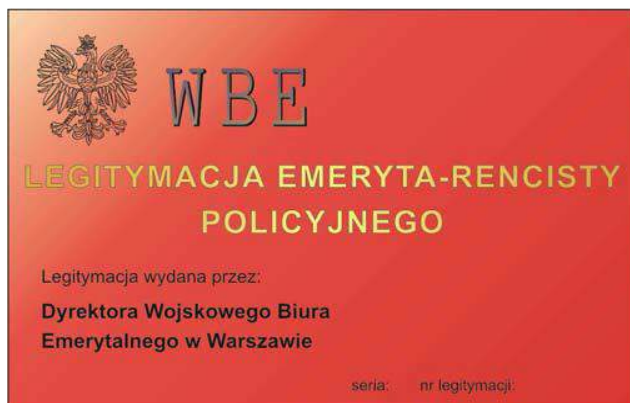 WBE
LEGITYMACJA EMERYTA-RENCISTY
POLICYJNEGO
Legitymacja wydana przez:
Dyrektora Wojskowego Biura
Emerytalnego w Warszawie
seria: nr legitymacji: